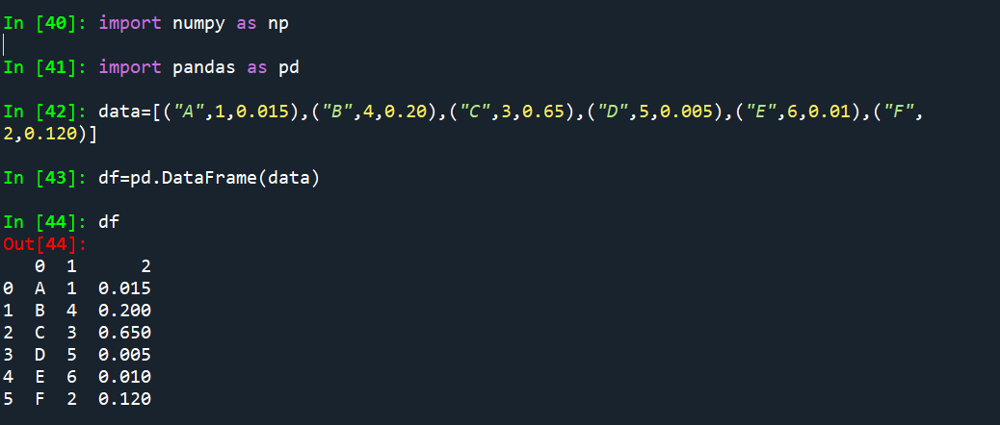 In [40]: import numpy as np
In [41]: import pandas as pd
In [42]: data=[("A",1,0.015),("B",4,0.20),("C",3,0.65),("D",5,0.005),("E",6,0.01),("F",
2,0.120)]
In [43]: df=pd.DataFrame(data)
In [44]: df
Out[44]:
   0  1      2
0  A  1  0.015
1  B  4  0.200
2  C  3  0.650
3  D  5  0.005
4  E  6  0.010
5  F  2  0.120